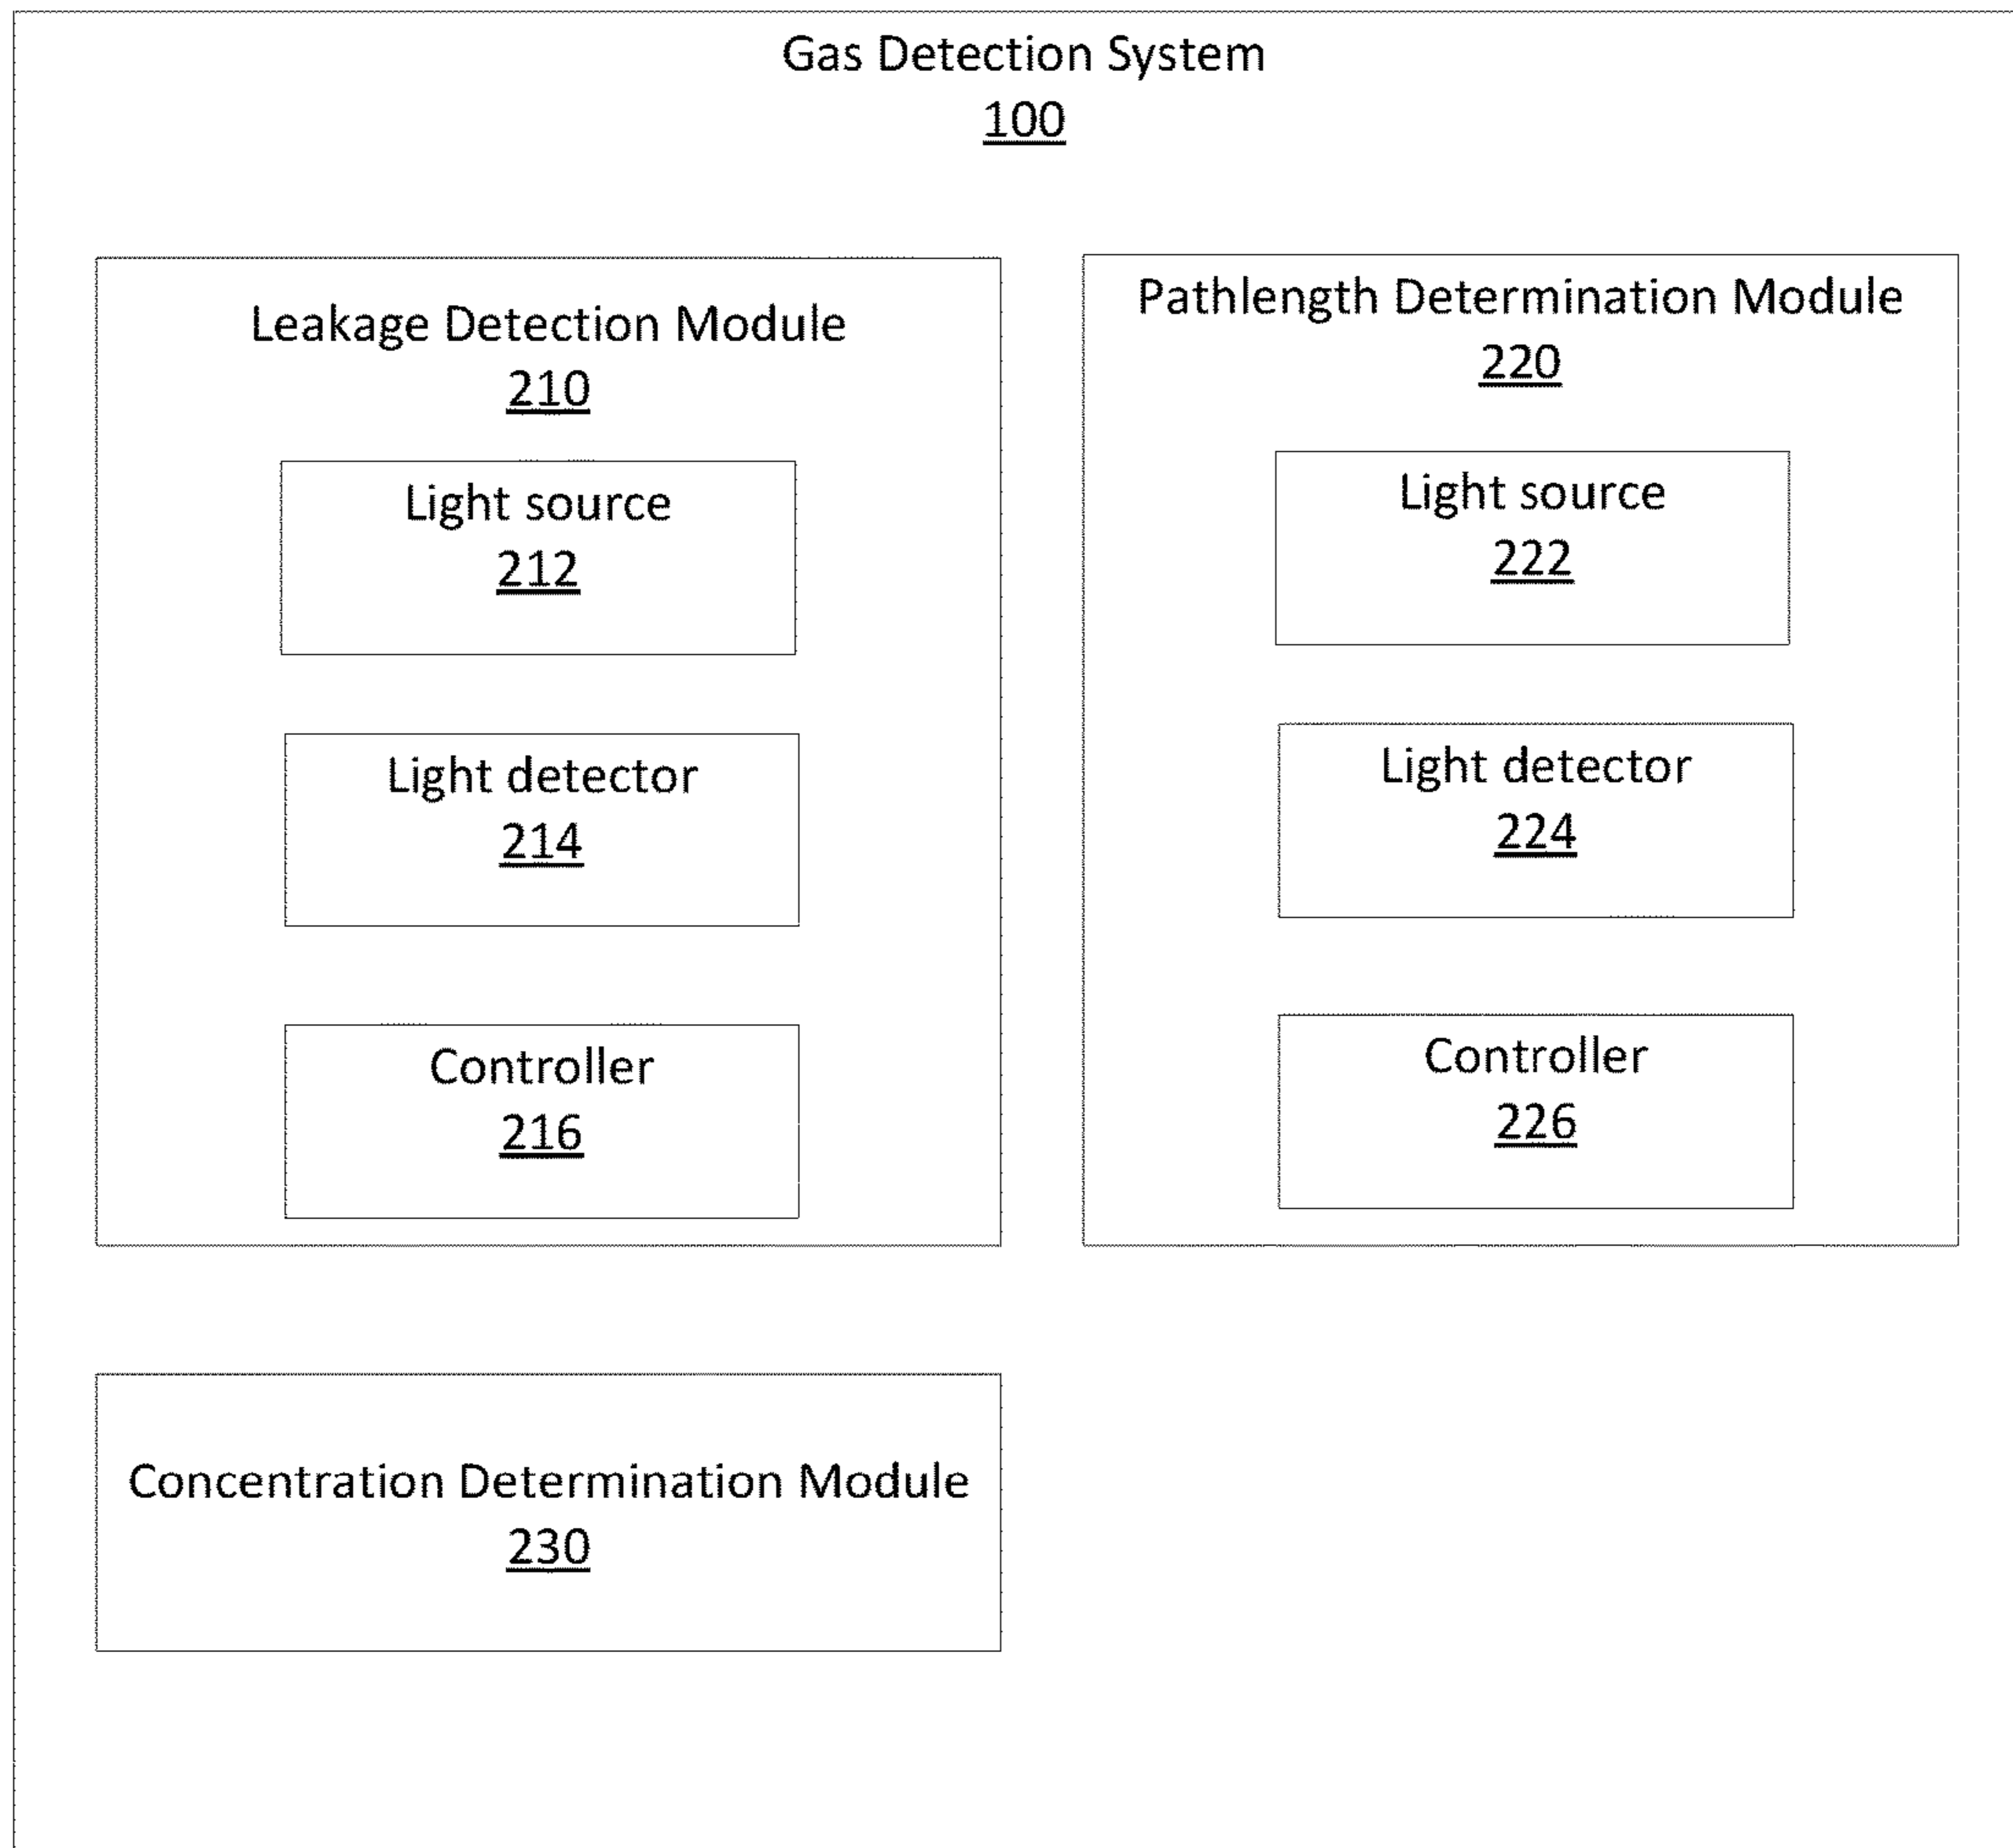 Gas Detection System
100
Leakage Detection Module
210
Light source
212
Light detector
214
Controller
216
Pathlength Determination Module
220
Light source
222
Light detector
224
Controller
226
Concentration Determination Module
230